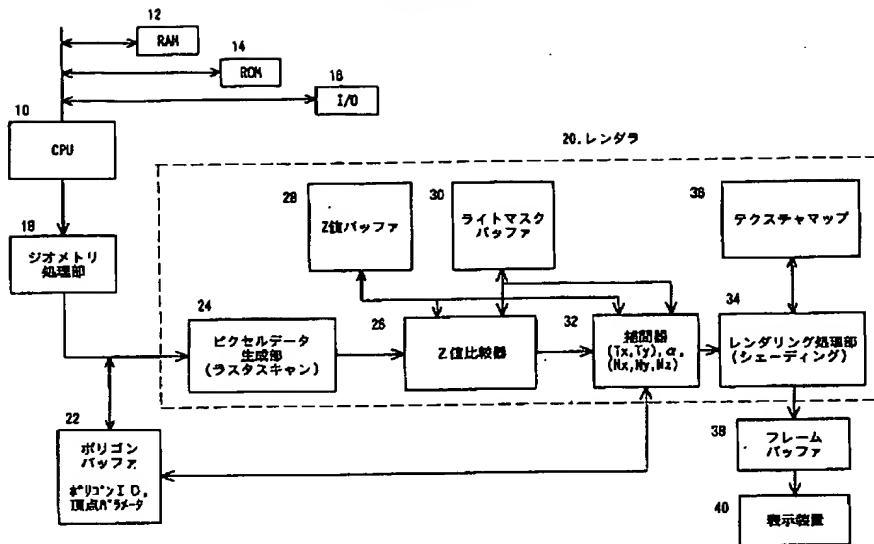 12
RAM
14
ROM
16
I/O
10
CPU
20.レンダラ
18
ジオメトリ
処理部
28
Z値バッファ
30
ライトマスク
バッファ
36
テクスチャマップ
24
ピクセルデータ
生成部
(ラスタスキャン)
26
Z値比較器
32
補間器
(Tx,Ty),α,
(Nx,Ny,Nz)
34
レンダリング処理部
(シェーディング)
22
ポリゴン
バッファ
ポリゴンID,
頂点パラメータ
38
フレーム
バッファ
40
表示装置